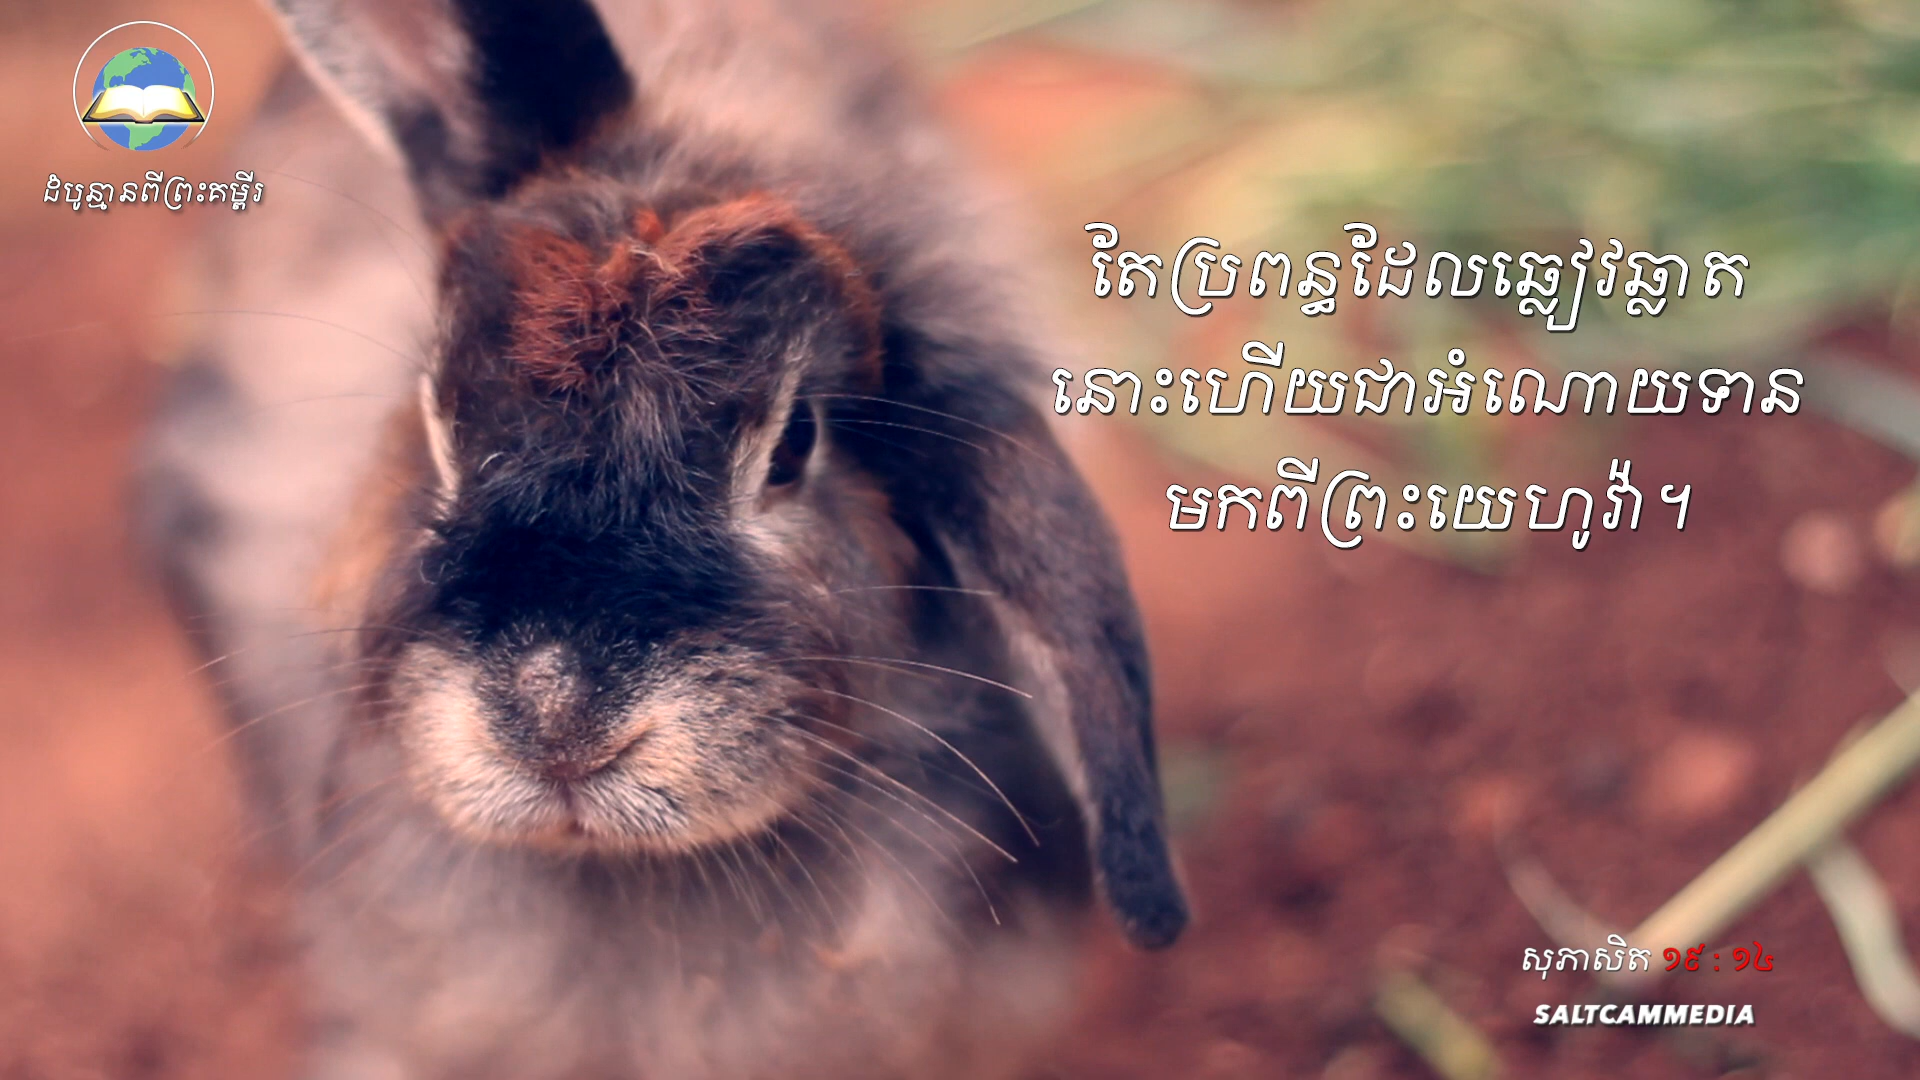 ដំបូន្មានពីព្រះគម្ពីរ
តែប្រពន្ធដែលឆ្លៀវឆ្លាត
នោះហើយជាអំណោយទាន
មកពីព្រះយេហូវ៉ា។
សុភាសិត ១៩ : ១៤
SALTCAMMEDIA